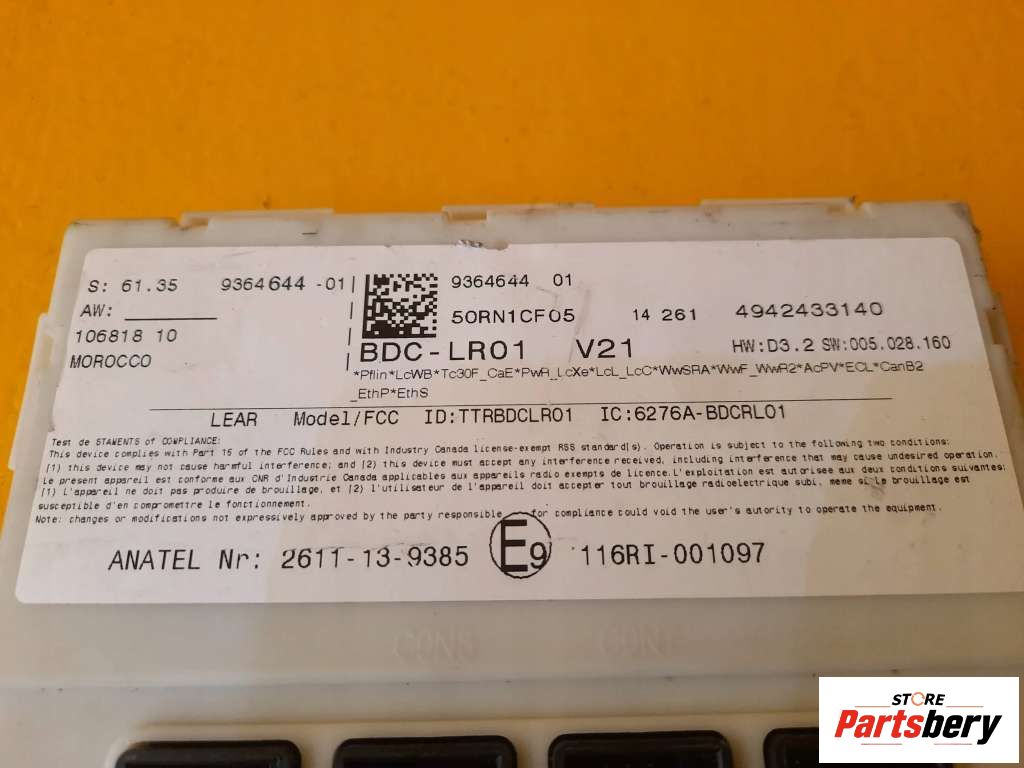 S: 61.35 9364644 -01|
9364644 01
AW:
50RN1CF05 14 261 4942433140
106818 10
MOROCCO
BDC-LR01 V21 HW:D3.2 SW:005.028.160
*Pflin*LcWB*Tc30F_CaE*PwR_LcXe*LcL_LcC*WwSRA*WwF_WwR2*AcPV*ECL*CanB2
_EthP*EthS
LEAR Model/FCC ID:TTRBDCLR01 IC:6276A-BDCRL01
Test de STAMENTS of COMPLIANCE:
This device complies with Part 15 of the FCC Rules and with Industry Canada license-exempt RSS standard(s). Operation is subject to the following two conditions:
(1) this device may not cause harmful interference; and (2) this device must accept any interference received, including interference that may cause undesired operation.
Le present appareil est conforme aux CNR d'Industrie Canada applicables aux appareils radio exempts de licence.L'exploitation est autorisee aux deux conditions suivantes:
(1) L'appareil ne doit pas produire de brouillage, et (2) l'utilisateur de l'appareil doit accepter tout brouillage radioelectrique subi, meme si le brouillage est
susceptible d'en compromettre le fonctionnement.
Note: changes or modifications not expressively approved by the party responsible for compliance could void the user's authority to operate the equipment.
ANATEL Nr: 2611-13-9385 E9 116RI-001097
STORE
Partsbery